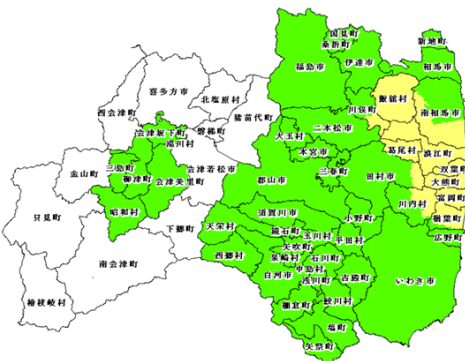 国見町
桑折町
新地町
福島市
伊達市
相馬市
喜多方市
北塩原村
飯舘村
川俣町
南相馬市
西会津町
猪苗代町
磐梯町
会津坂下町
湯川村
大玉村
二本松市
葛尾村
浪江町
本宮市
双葉町
三島町
金山町
柳津町
会津美里町
会津若松市
郡山市
三春町
田村市
大熊町
富岡町
川内村
楢葉町
昭和村
只見町
須賀川市
小野町
広野町
下郷町
天栄村
鏡石町
玉川村
平田村
矢吹町
西郷村
泉崎村
石川町
中島村
南会津町
白河市
浅川町
古殿町
いわき市
檜枝岐村
棚倉町
鮫川村
塙町
矢祭町